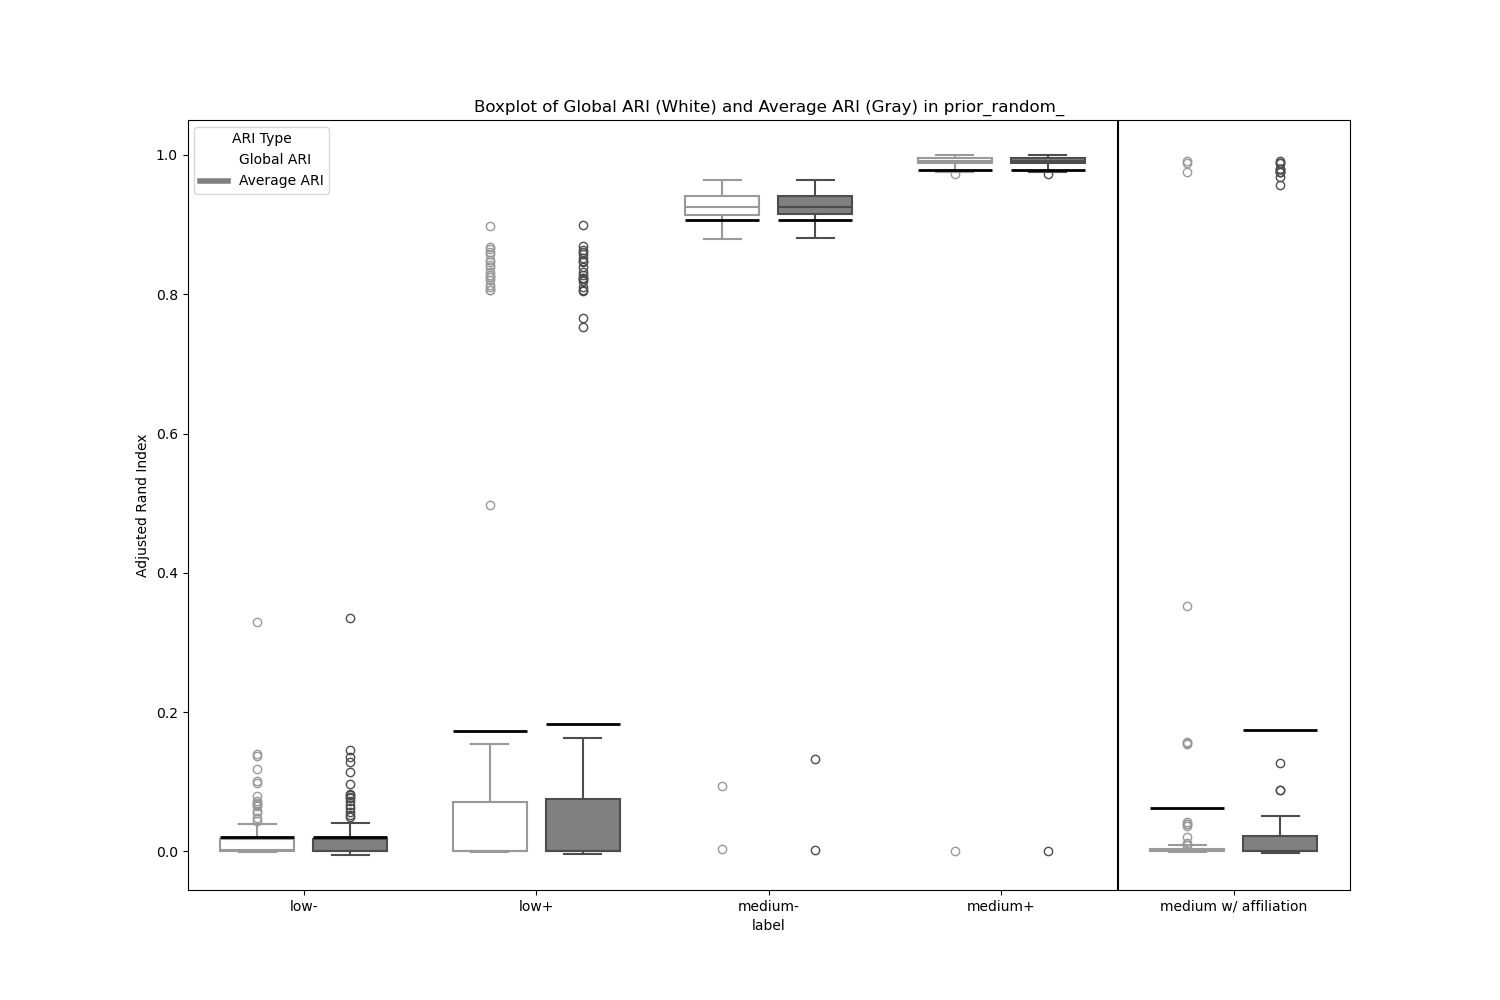 Boxplot of Global ARI (White) and Average ARI (Gray) in prior_random_
ARI Type
Global ARI
Average ARI
Adjusted Rand Index
1.0
0.8
0.6
0.4
0.2
0.0
low-
low+
medium-
medium+
medium w/ affiliation
label